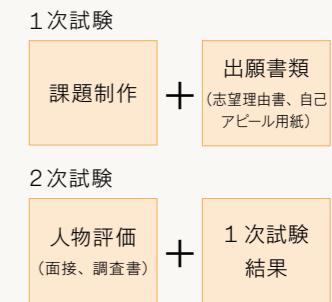 1次試験
課題制作
＋
出願書類
（志望理由書、自己
アピール用紙）
2次試験
人物評価
（面接、調査書）
＋
1次試験
結果